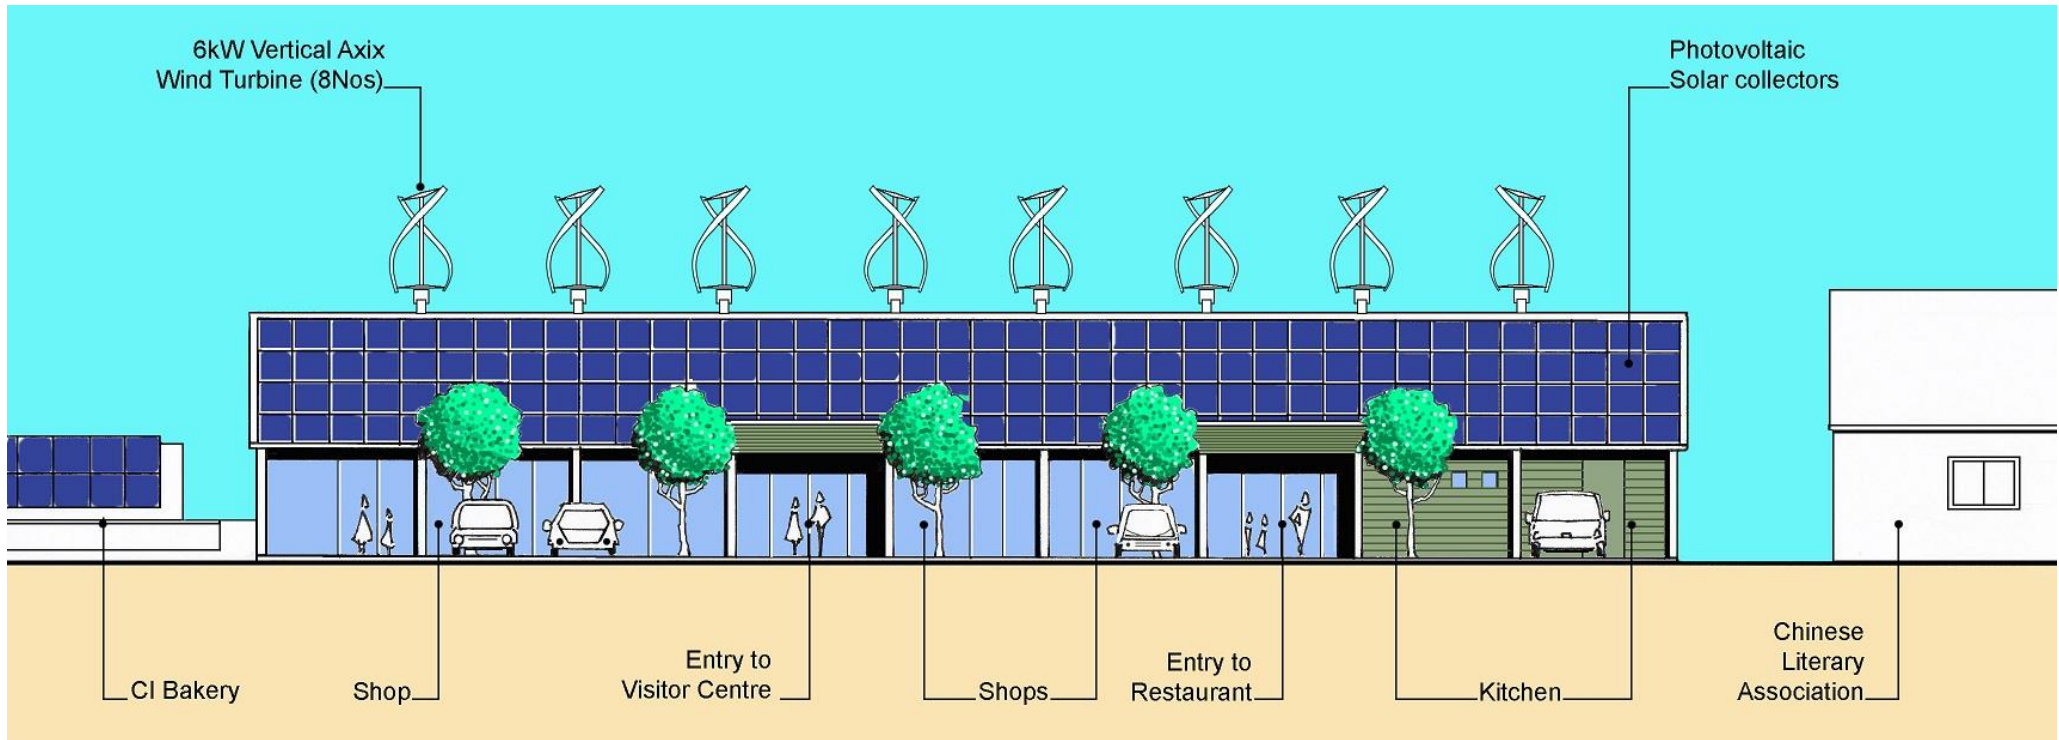 6kW Vertical Axix
Wind Turbine (8Nos)
Photovoltaic
Solar collectors
CI Bakery
Shop
Entry to
Visitor Centre
Shops
Entry to
Restaurant
Kitchen
Chinese
Literary
Association